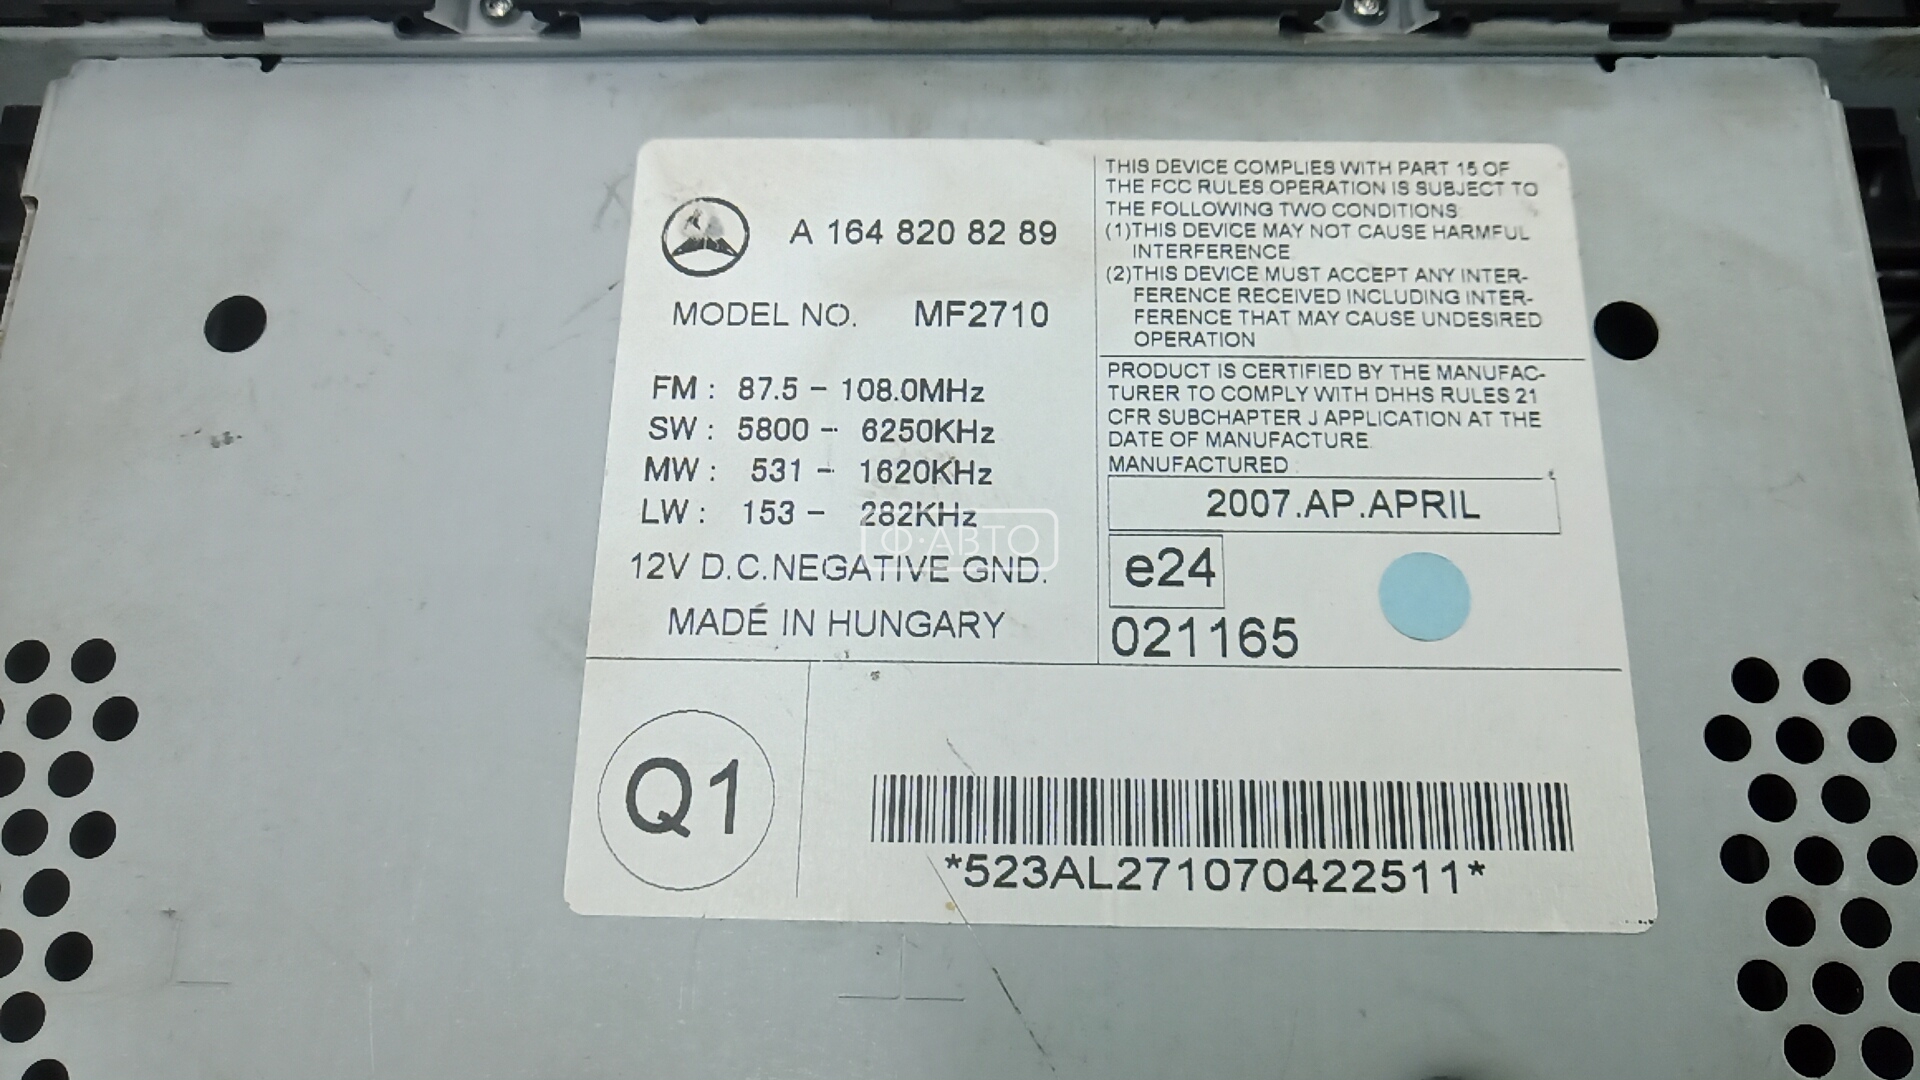 A 164 820 82 89
MODEL NO. MF2710
FM : 87.5 - 108.0MHz
SW : 5800 - 6250KHz
MW : 531 - 1620KHz
LW : 153 - 282KHz
Ф·АВТО
12V D.C.NEGATIVE GND.
MADE IN HUNGARY
THIS DEVICE COMPLIES WITH PART 15 OF
THE FCC RULES OPERATION IS SUBJECT TO
THE FOLLOWING TWO CONDITIONS
(1)THIS DEVICE MAY NOT CAUSE HARMFUL
INTERFERENCE
(2)THIS DEVICE MUST ACCEPT ANY INTER-
FERENCE RECEIVED INCLUDING INTER-
FERENCE THAT MAY CAUSE UNDESIRED
OPERATION
PRODUCT IS CERTIFIED BY THE MANUFAC-
TURER TO COMPLY WITH DHHS RULES 21
CFR SUBCHAPTER J APPLICATION AT THE
DATE OF MANUFACTURE.
MANUFACTURED :
2007.AP.APRIL
e24
021165
Q1
*523AL271070422511*